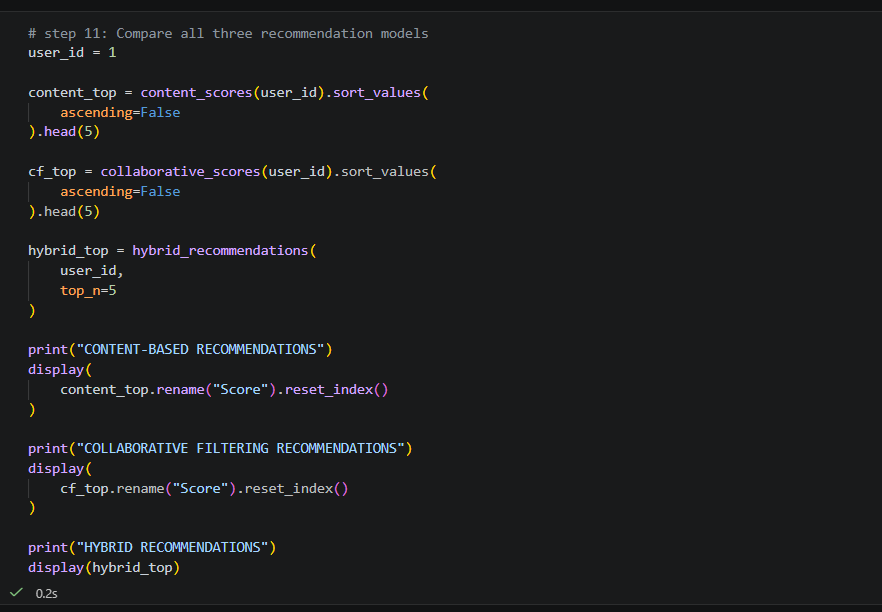 # step 11: Compare all three recommendation models
user_id = 1
content_top = content_scores(user_id).sort_values(
    ascending=False
).head(5)
cf_top = collaborative_scores(user_id).sort_values(
    ascending=False
).head(5)
hybrid_top = hybrid_recommendations(
    user_id,
    top_n=5
)
print("CONTENT-BASED RECOMMENDATIONS")
display(
    content_top.rename("Score").reset_index()
)
print("COLLABORATIVE FILTERING RECOMMENDATIONS")
display(
    cf_top.rename("Score").reset_index()
)
print("HYBRID RECOMMENDATIONS")
display(hybrid_top)
0.2s